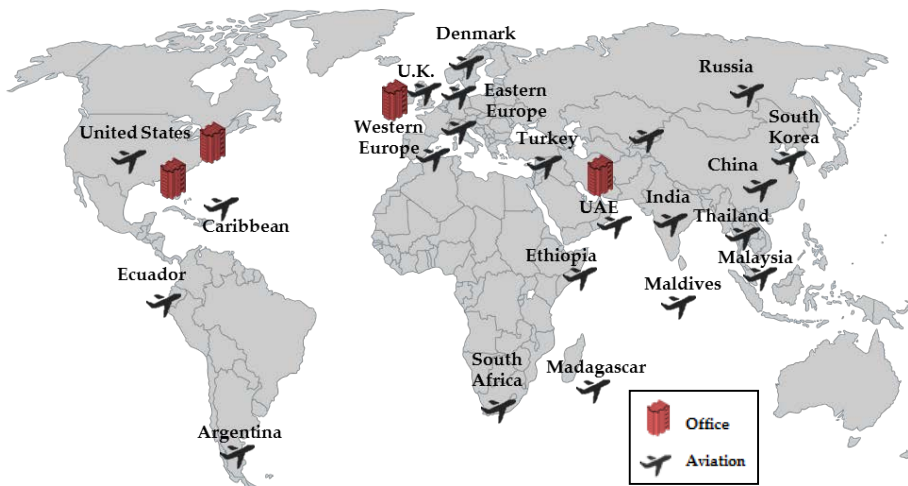 Denmark
U.K.
Russia
Eastern
Europe
South
Korea
United States
Western
Europe
Turkey
China
UAE
India
Thailand
Caribbean
Ethiopia
Malaysia
Ecuador
Maldives
South
Africa
Madagascar
Argentina
Office
Aviation